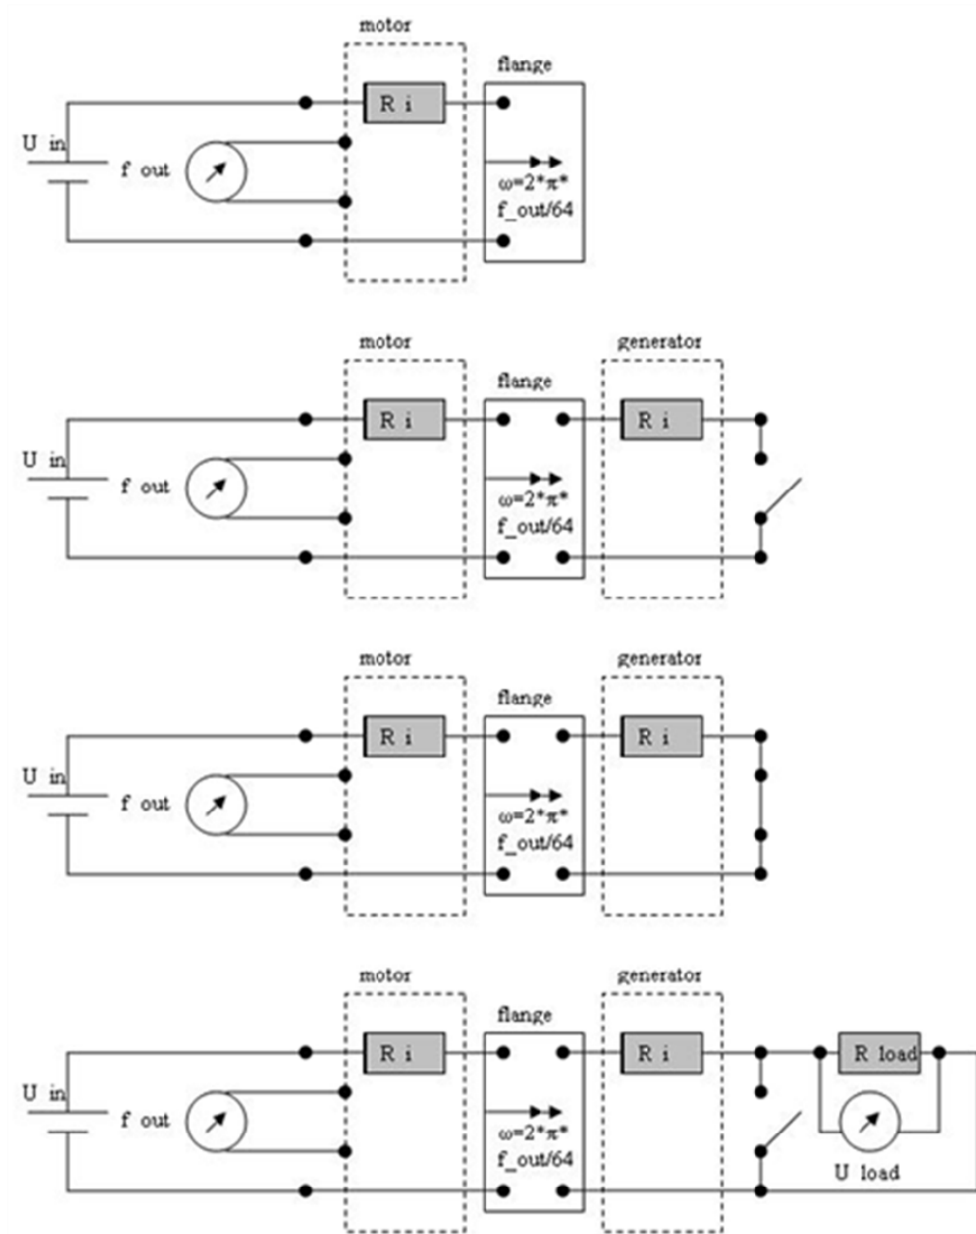 motor
flange
R i
U in
f out
ω=2*π*
f_out/64
motor
generator
flange
R i
R i
U in
f out
ω=2*π*
f_out/64
motor
generator
flange
R i
R i
U in
f out
ω=2*π*
f_out/64
motor
generator
flange
R i
R i
R load
U in
f out
ω=2*π*
f_out/64
U load